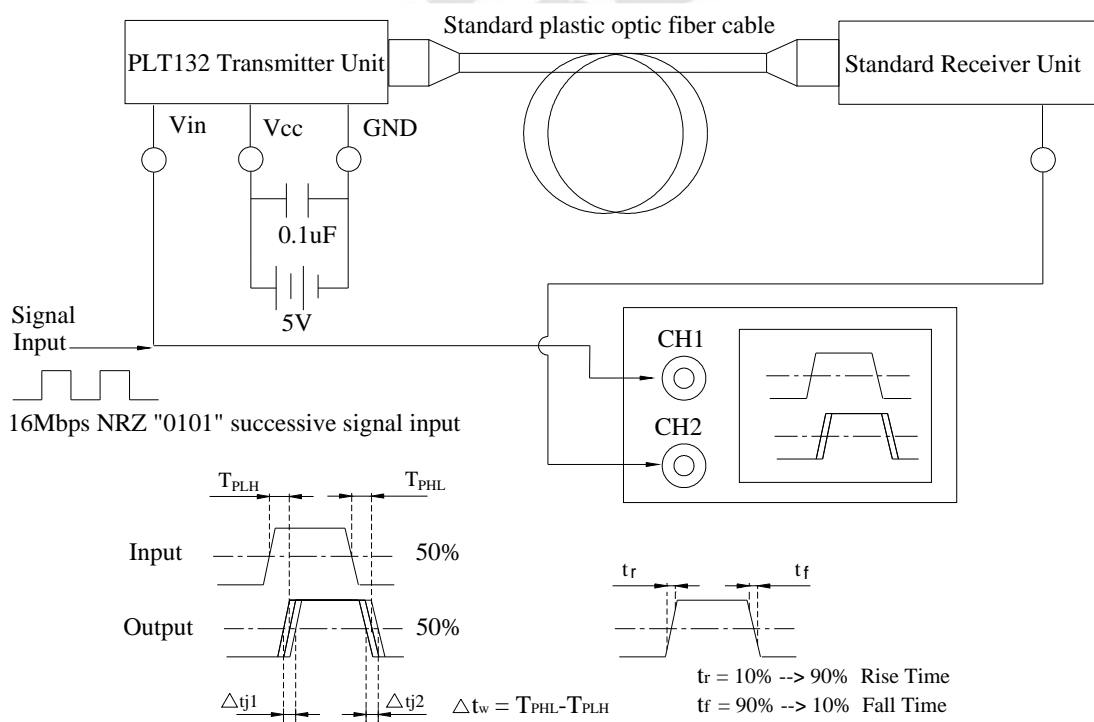 Standard plastic optic fiber cable
PLT132 Transmitter Unit
Standard Receiver Unit
Vin
Vcc
GND
0.1uF
5V
Signal
Input
CH1
CH2
16Mbps NRZ "0101" successive signal input
TPLH
TPHL
Input
50%
Output
50%
△tj1
△tj2
△tw = TPHL-TPLH
tr
tf
tr = 10% --> 90% Rise Time
tf = 90% --> 10% Fall Time